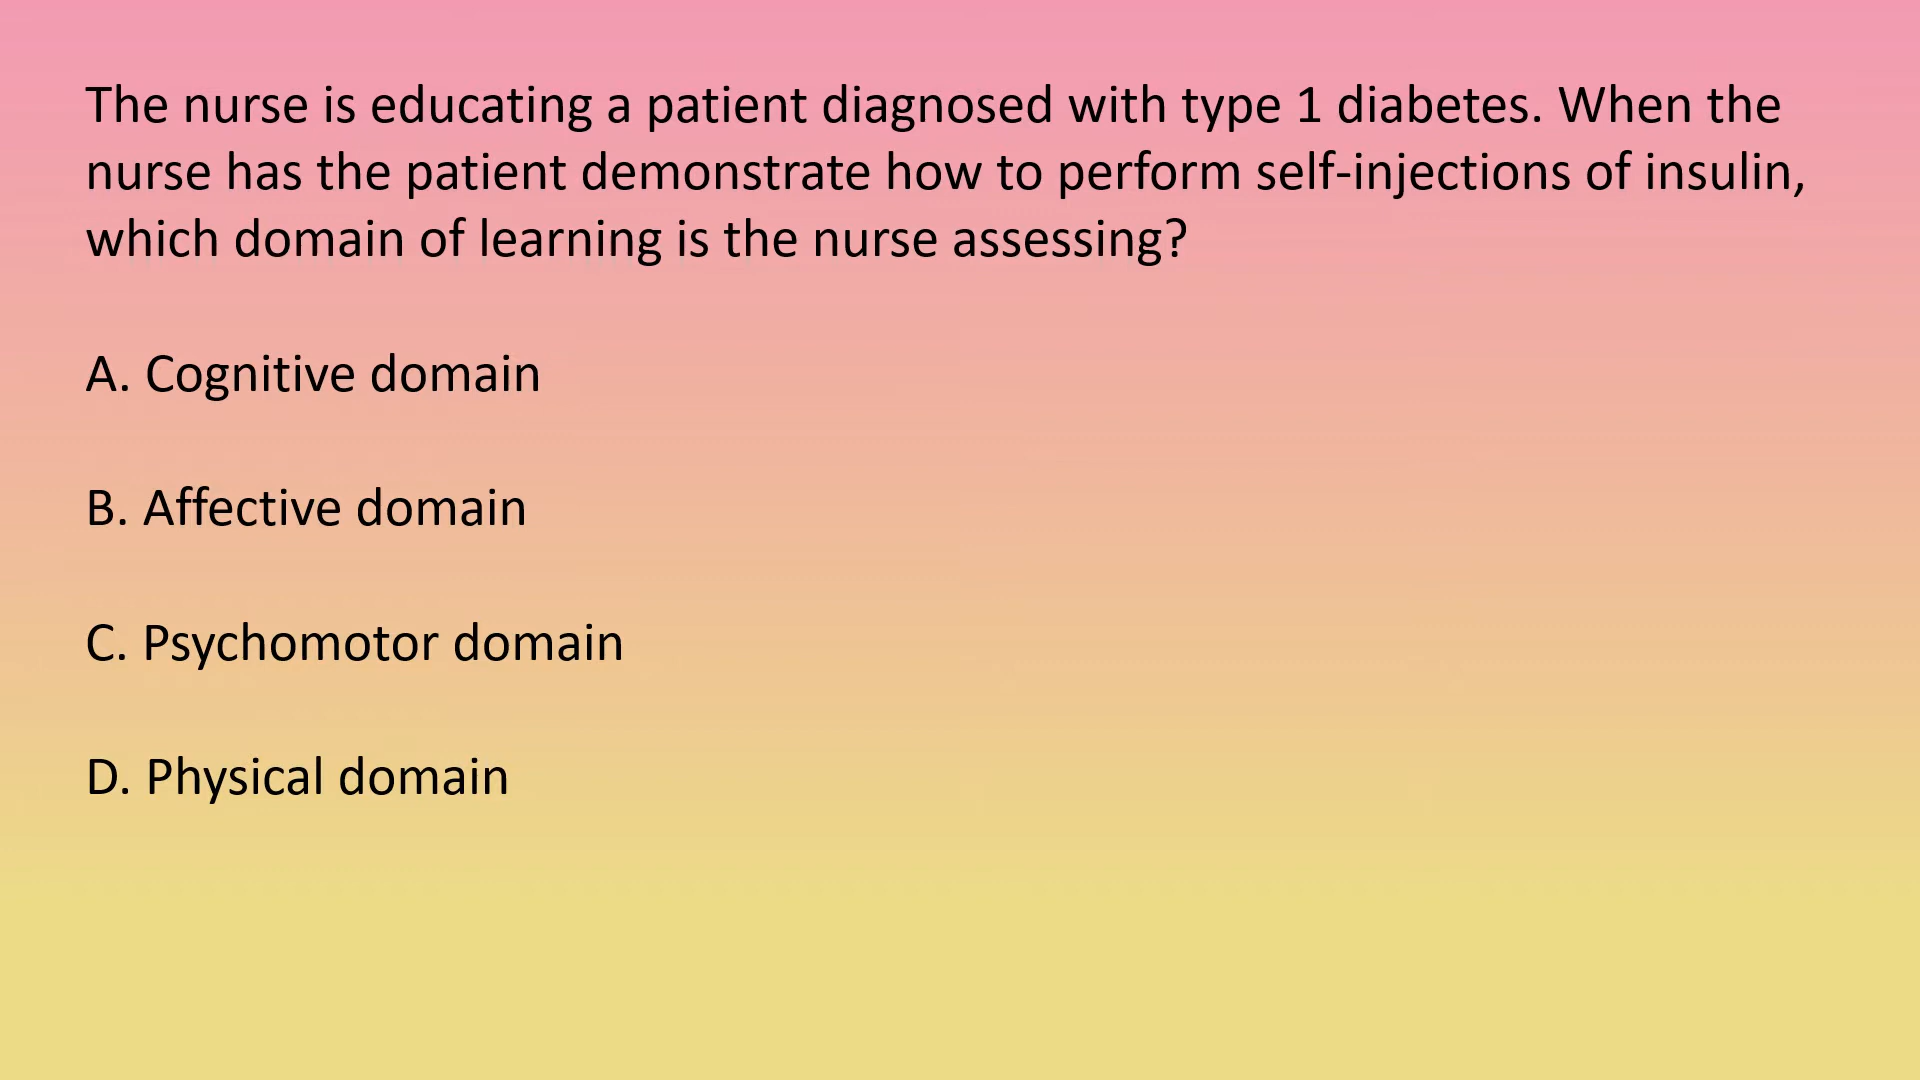 The nurse is educating a patient diagnosed with type 1 diabetes. When the
nurse has the patient demonstrate how to perform self-injections of insulin,
which domain of learning is the nurse assessing?
A. Cognitive domain
B. Affective domain
C. Psychomotor domain
D. Physical domain